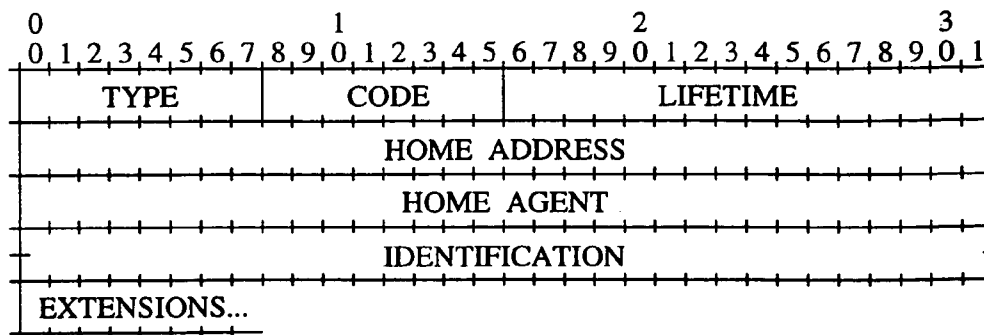 0 1 2 3
0 1 2 3 4 5 6 7 8 9 0 1 2 3 4 5 6 7 8 9 0 1 2 3 4 5 6 7 8 9 0 1
TYPE CODE LIFETIME
HOME ADDRESS
HOME AGENT
IDENTIFICATION
EXTENSIONS...